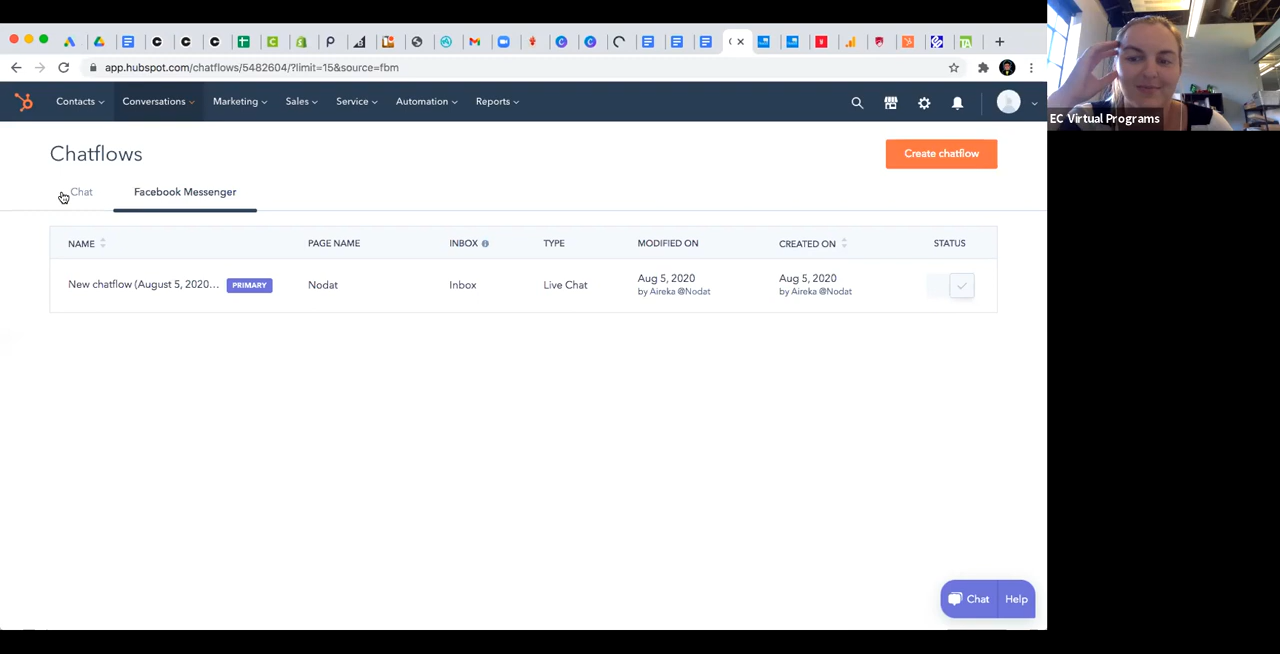 app.hubspot.com/chatflows/5482604/?limit=15&source=fbm
Contacts Conversations Marketing Sales Service Automation Reports
EC Virtual Programs
Chatflows
Create chatflow
Chat Facebook Messenger
NAME PAGE NAME INBOX TYPE MODIFIED ON CREATED ON STATUS
New chatflow (August 5, 2020... PRIMARY Nodat Inbox Live Chat Aug 5, 2020 Aug 5, 2020
by Aireka @Nodat by Aireka @Nodat
Chat Help